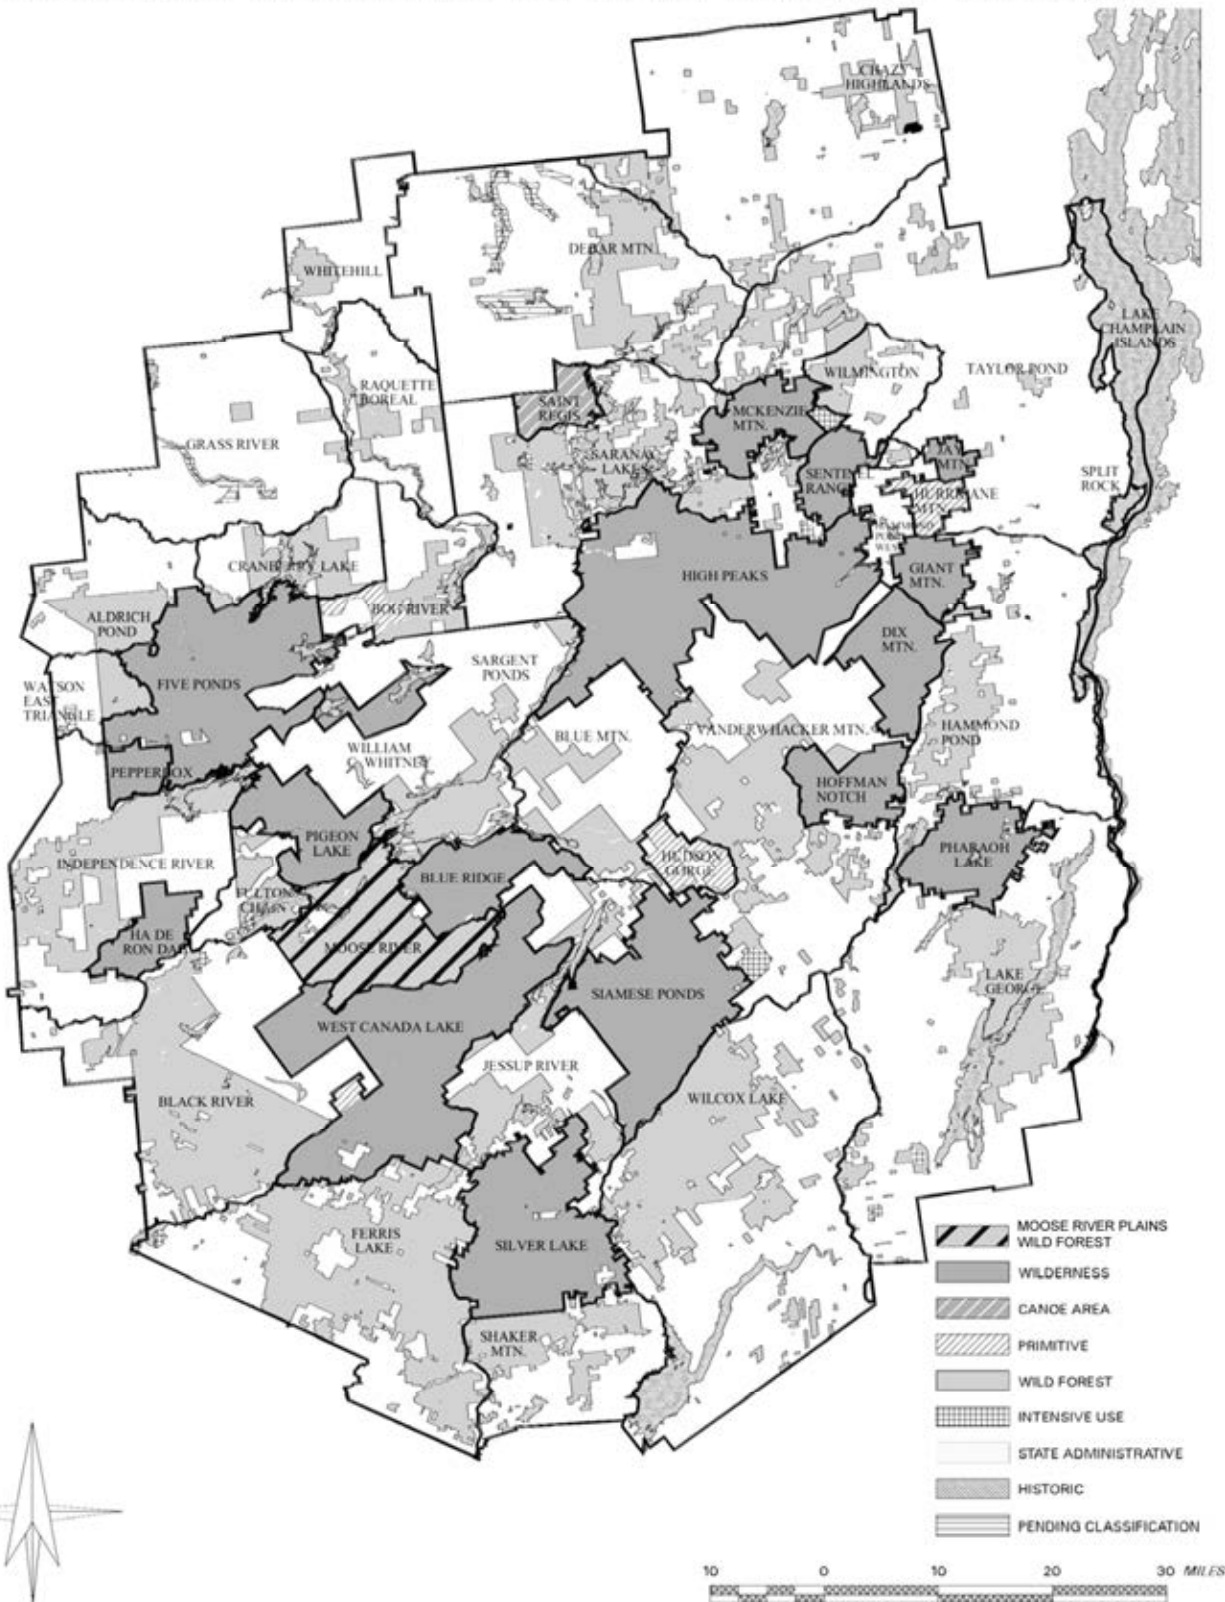 CHAZY
HIGHLANDS
DEBAR MTN.
WHITEHILL
LAKE
CHAMPLAIN
ISLANDS
RAQUETTE
BOREAL
WILMINGTON
TAYLOR POND
SAINT
REGIS
MCKENZIE
MTN.
GRASS RIVER
SARANAC
LAKES
JAY
MTN.
SENTINEL
RANGE
SPLIT
ROCK
HURRICANE
MTN.
HAMMOND
POND
WEST
CRANBERRY LAKE
HIGH PEAKS
GIANT
MTN.
BOG RIVER
ALDRICH
POND
DIX
MTN.
SARGENT
PONDS
WATSON
EAST
TRIANGLE
FIVE PONDS
HAMMOND
POND
BLUE MTN.
VANDERWHACKER MTN.
WILLIAM
C. WHITNEY
PEPPERBOX
HOFFMAN
NOTCH
PIGEON
LAKE
PHARAOH
LAKE
INDEPENDENCE RIVER
HUDSON
GORGE
BLUE RIDGE
FULTON
CHAIN
HA DE
RON DAH
MOOSE RIVER
LAKE
GEORGE
SIAMESE PONDS
WEST CANADA LAKE
JESSUP RIVER
BLACK RIVER
WILCOX LAKE
FERRIS
LAKE
SILVER LAKE
SHAKER
MTN.
MOOSE RIVER PLAINS
WILD FOREST
WILDERNESS
CANOE AREA
PRIMITIVE
WILD FOREST
INTENSIVE USE
STATE ADMINISTRATIVE
HISTORIC
PENDING CLASSIFICATION
10 0 10 20 30 MILES